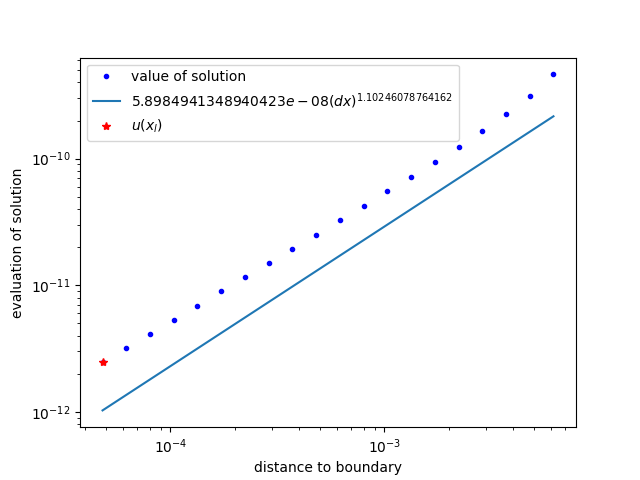 value of solution
5.8984941348940423e − 08(dx)^1.10246078764162
u(x_l)
10^−10
10^−11
10^−12
evaluation of solution
10^−4
10^−3
distance to boundary